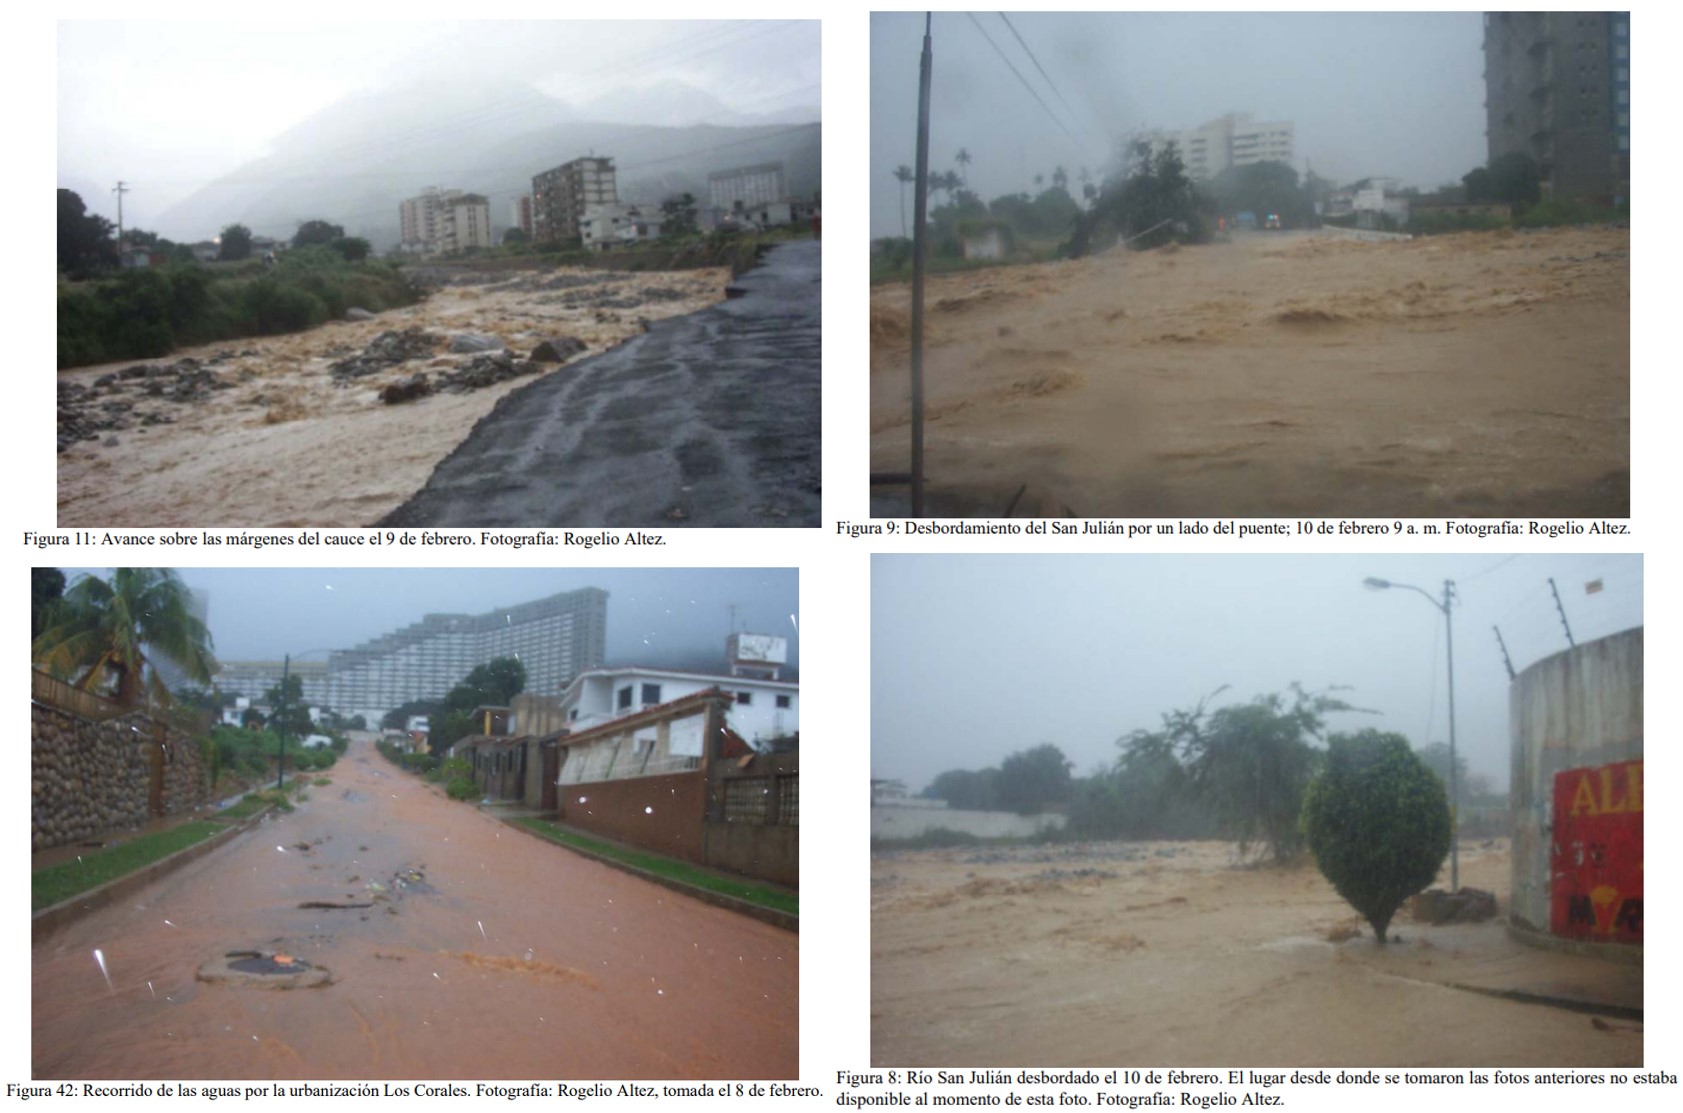 Figura 11: Avance sobre las márgenes del cauce el 9 de febrero. Fotografía: Rogelio Altez.
Figura 9: Desbordamiento del San Julián por un lado del puente; 10 de febrero 9 a. m. Fotografía: Rogelio Altez.
Figura 42: Recorrido de las aguas por la urbanización Los Corales. Fotografía: Rogelio Altez, tomada el 8 de febrero.
Figura 8: Río San Julián desbordado el 10 de febrero. El lugar desde donde se tomaron las fotos anteriores no estaba
disponible al momento de esta foto. Fotografía: Rogelio Altez.